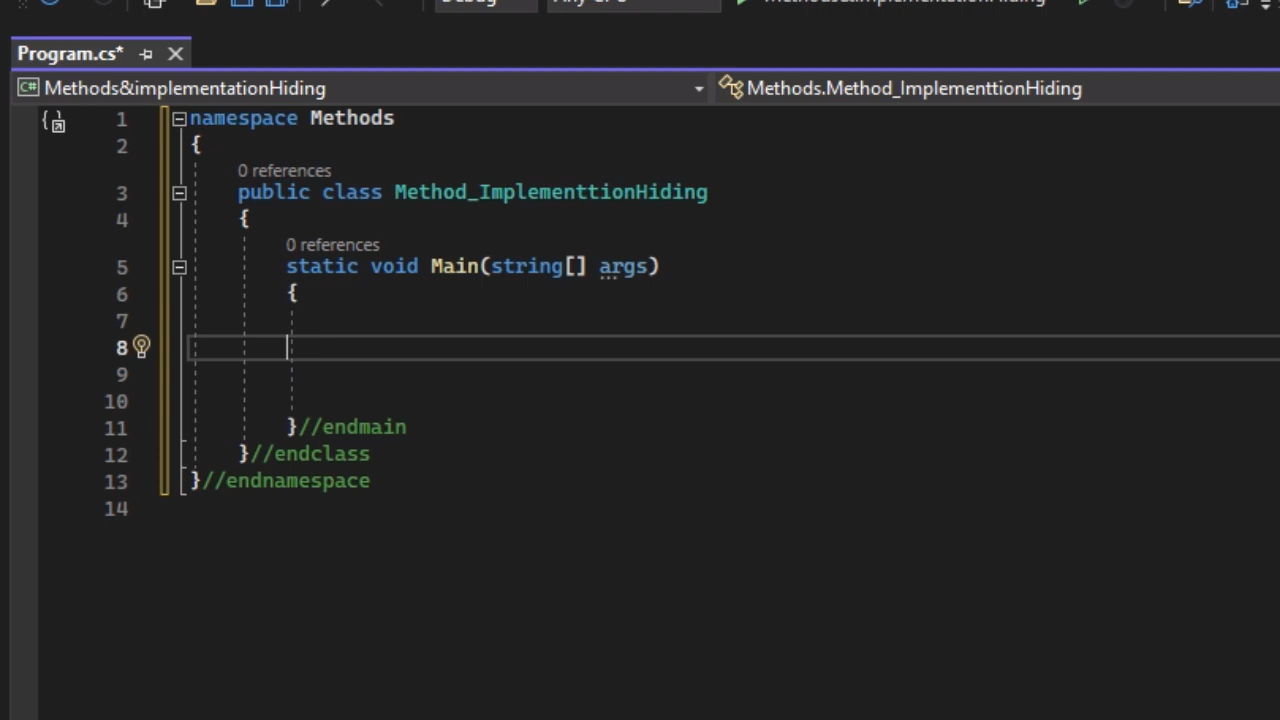 Program.cs*
C# Methods&implementationHiding
Methods.Method_ImplementtionHiding
1 namespace Methods
2 {
0 references
3 public class Method_ImplementtionHiding
4 {
0 references
5 static void Main(string[] args)
6 {
7
8
9
10
11 }//endmain
12 }//endclass
13 }//endnamespace
14